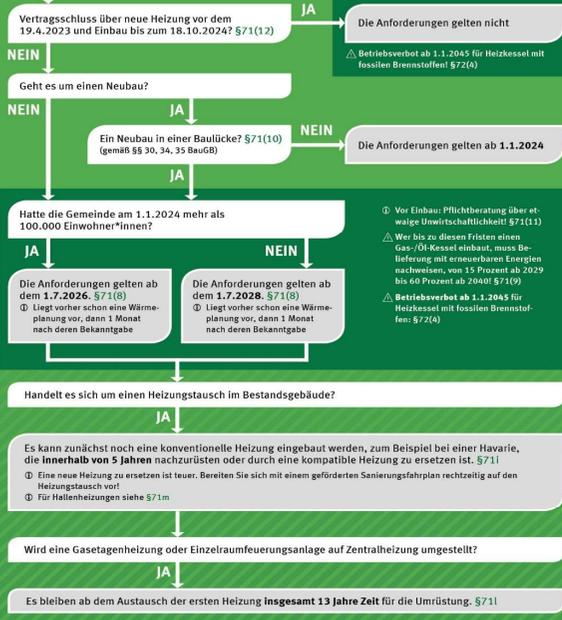 JA
Vertragsschluss über neue Heizung vor dem
19.4.2023 und Einbau bis zum 18.10.2024? §71(12)
Die Anforderungen gelten nicht
NEIN
⚠ Betriebsverbot ab 1.1.2045 für Heizkessel mit
fossilen Brennstoffen! §72(4)
Geht es um einen Neubau?
NEIN
JA
Ein Neubau in einer Baulücke? §71(10)
(gemäß §§ 30, 34, 35 BauGB)
NEIN
Die Anforderungen gelten ab 1.1.2024
JA
Hatte die Gemeinde am 1.1.2024 mehr als
100.000 Einwohner*innen?
JA
NEIN
Die Anforderungen gelten ab
dem 1.7.2026. §71(8)
ⓘ Liegt vorher schon eine Wärme-
planung vor, dann 1 Monat
nach deren Bekanntgabe
Die Anforderungen gelten ab
dem 1.7.2028. §71(8)
ⓘ Liegt vorher schon eine Wärme-
planung vor, dann 1 Monat
nach deren Bekanntgabe
ⓘ Vor Einbau: Pflichtberatung über et-
waige Unwirtschaftlichkeit! §71(11)
⚠ Wer bis zu diesen Fristen einen
Gas-/Öl-Kessel einbaut, muss Be-
lieferung mit erneuerbaren Energien
nachweisen, von 15 Prozent ab 2029
bis 60 Prozent ab 2040! §71(9)
⚠ Betriebsverbot ab 1.1.2045 für
Heizkessel mit fossilen Brennstof-
fen: §72(4)
Handelt es sich um einen Heizungstausch im Bestandsgebäude?
JA
Es kann zunächst noch eine konventionelle Heizung eingebaut werden, zum Beispiel bei einer Havarie,
die innerhalb von 5 Jahren nachzurüsten oder durch eine kompatible Heizung zu ersetzen ist. §71i
ⓘ Eine neue Heizung zu ersetzen ist teuer. Bereiten Sie sich mit einem geförderten Sanierungsfahrplan rechtzeitig auf den
Heizungstausch vor!
ⓘ Für Hallenheizungen siehe §71m
Wird eine Gasetagenheizung oder Einzelraumfeuerungsanlage auf Zentralheizung umgestellt?
JA
Es bleiben ab dem Austausch der ersten Heizung insgesamt 13 Jahre Zeit für die Umrüstung. §71l